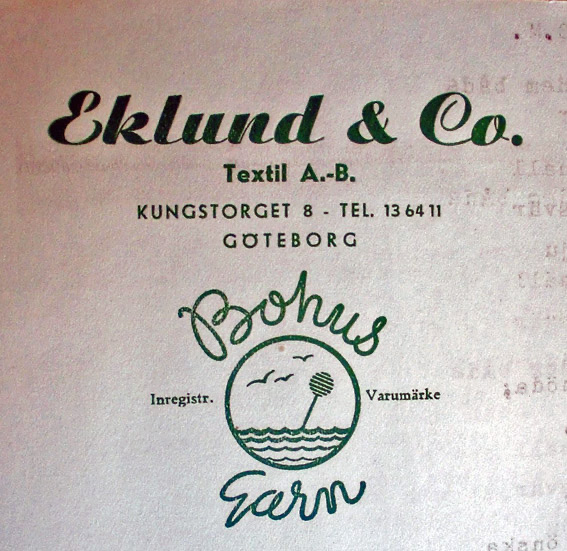 Eklund & Co.
Textil A.-B.
KUNGSTORGET 8 - TEL. 13 64 11
GÖTEBORG
Bohus
Inregistr. Varumärke
Garn